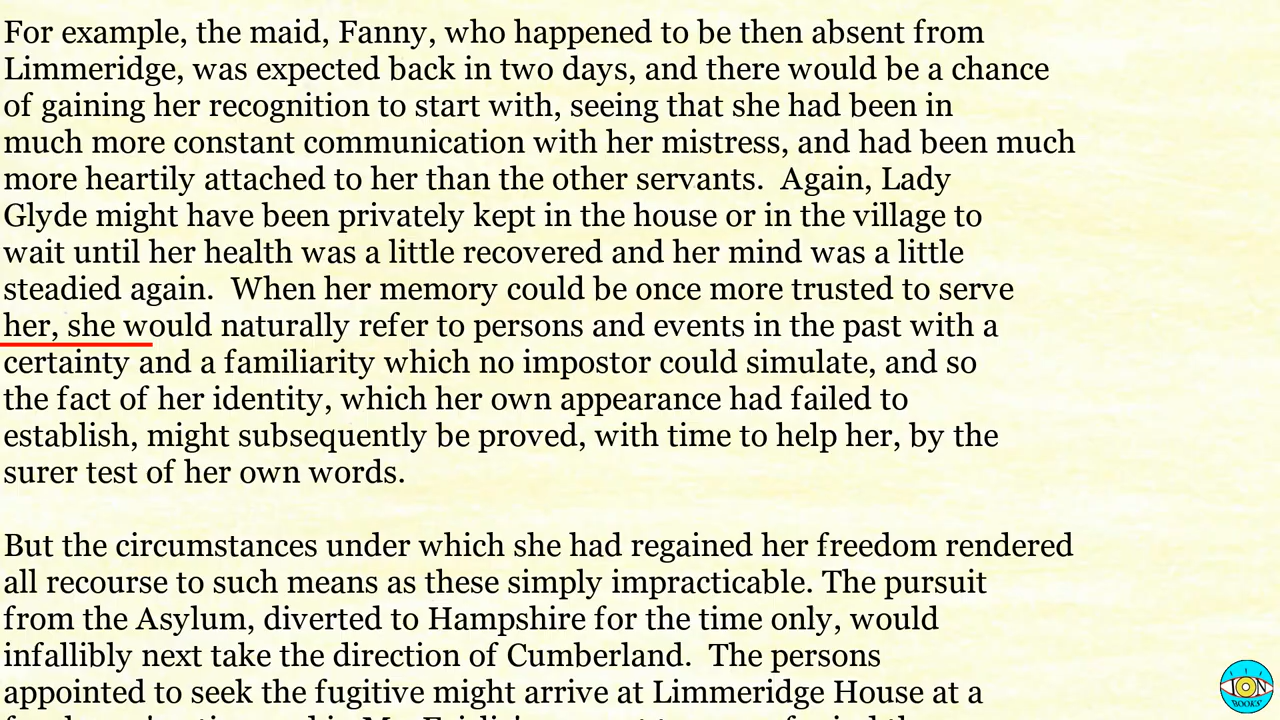 For example, the maid, Fanny, who happened to be then absent from
Limmeridge, was expected back in two days, and there would be a chance
of gaining her recognition to start with, seeing that she had been in
much more constant communication with her mistress, and had been much
more heartily attached to her than the other servants.  Again, Lady
Glyde might have been privately kept in the house or in the village to
wait until her health was a little recovered and her mind was a little
steadied again.  When her memory could be once more trusted to serve
her, she would naturally refer to persons and events in the past with a
certainty and a familiarity which no impostor could simulate, and so
the fact of her identity, which her own appearance had failed to
establish, might subsequently be proved, with time to help her, by the
surer test of her own words.
But the circumstances under which she had regained her freedom rendered
all recourse to such means as these simply impracticable. The pursuit
from the Asylum, diverted to Hampshire for the time only, would
infallibly next take the direction of Cumberland.  The persons
appointed to seek the fugitive might arrive at Limmeridge House at a
ION
BOOKS